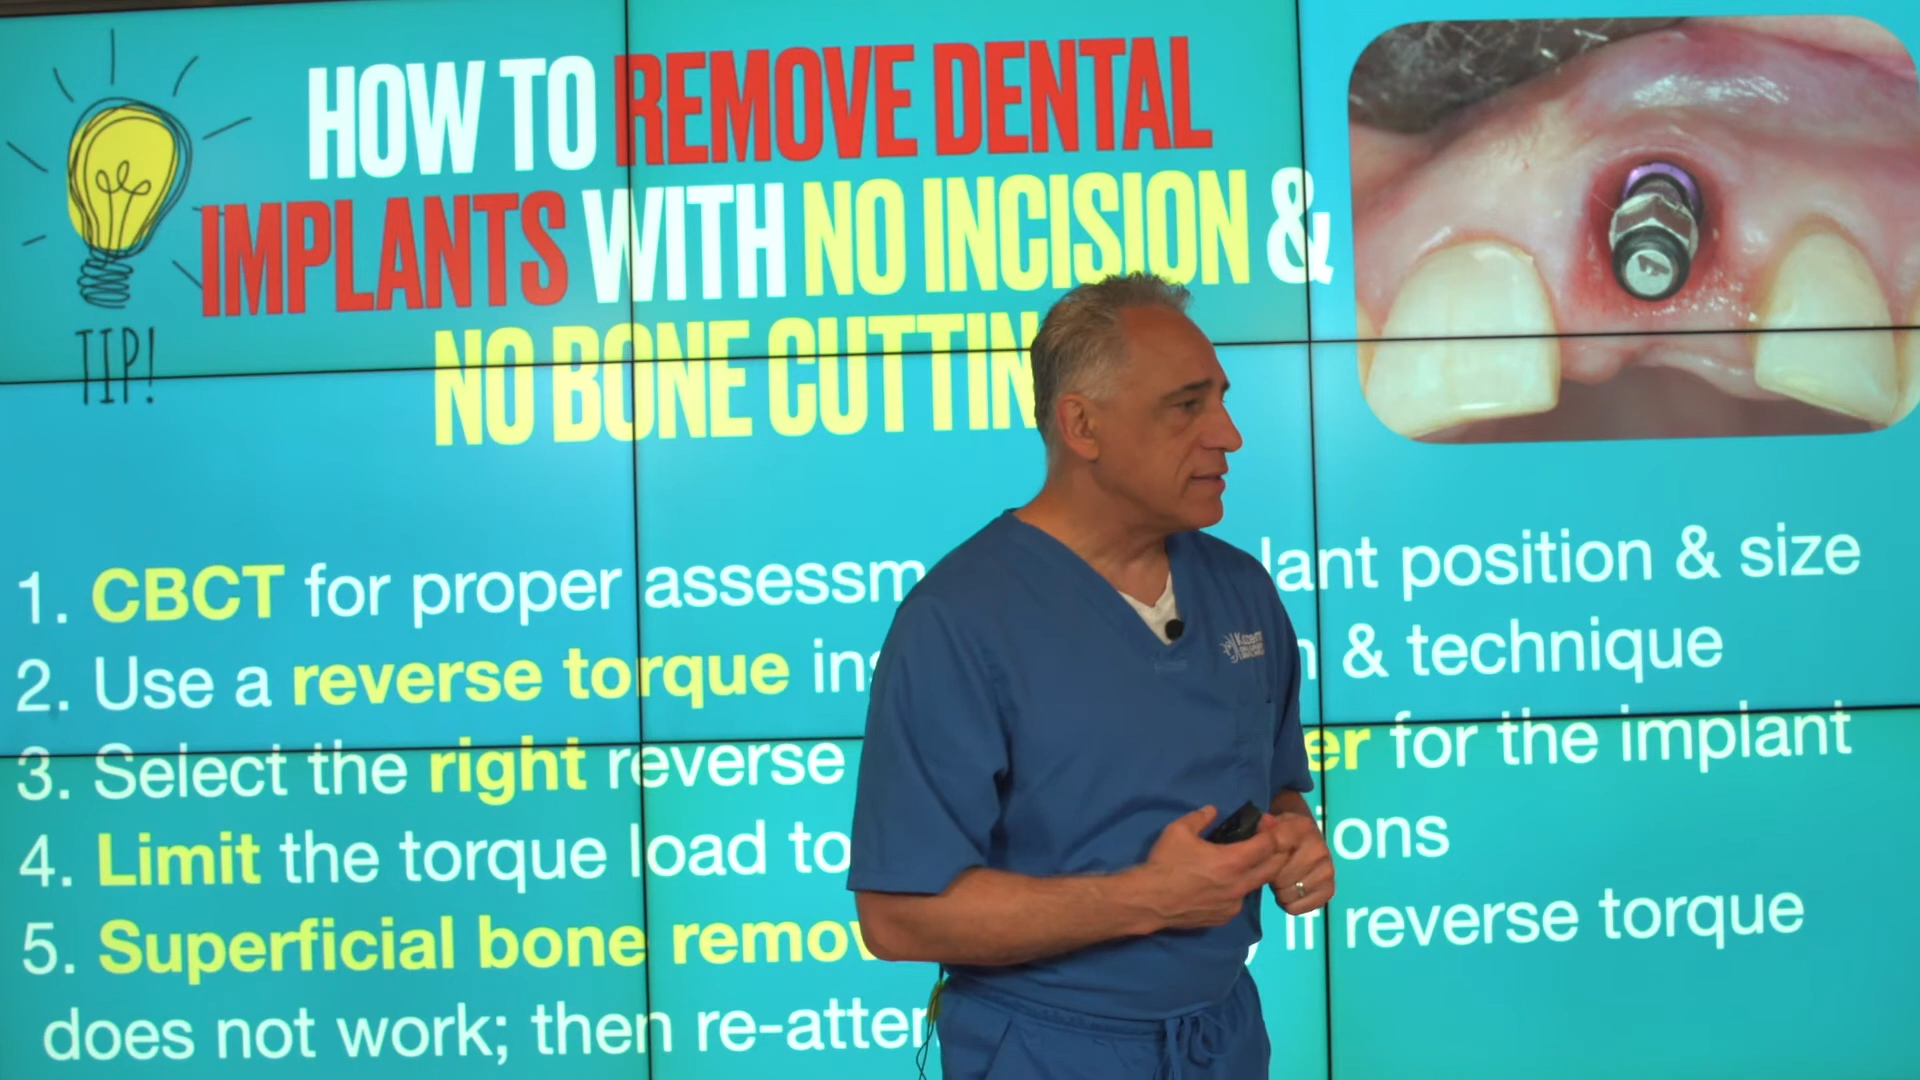 HOW TO REMOVE DENTAL
IMPLANTS WITH NO INCISION &
NO BONE CUTTIN
TIP!
1. CBCT for proper assessm lant position & size
2. Use a reverse torque ins n & technique
3. Select the right reverse er for the implant
4. Limit the torque load to ions
5. Superficial bone remov if reverse torque
does not work; then re-atten